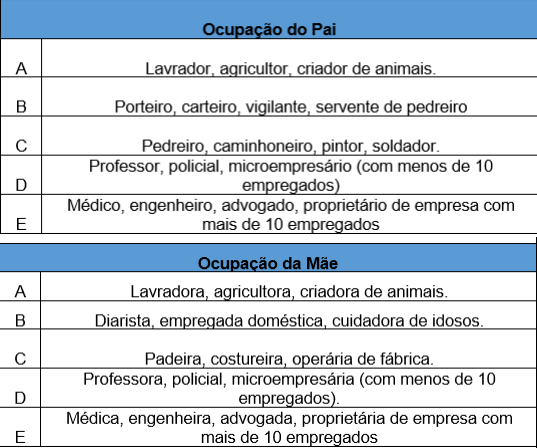 Ocupação do Pai
A Lavrador, agricultor, criador de animais.
B Porteiro, carteiro, vigilante, servente de pedreiro
C Pedreiro, caminhoneiro, pintor, soldador.
Professor, policial, microempresário (com menos de 10
D empregados)
Médico, engenheiro, advogado, proprietário de empresa com
E mais de 10 empregados
Ocupação da Mãe
A Lavradora, agricultora, criadora de animais.
B Diarista, empregada doméstica, cuidadora de idosos.
C Padeira, costureira, operária de fábrica.
Professora, policial, microempresária (com menos de 10
D empregados).
Médica, engenheira, advogada, proprietária de empresa com
E mais de 10 empregados